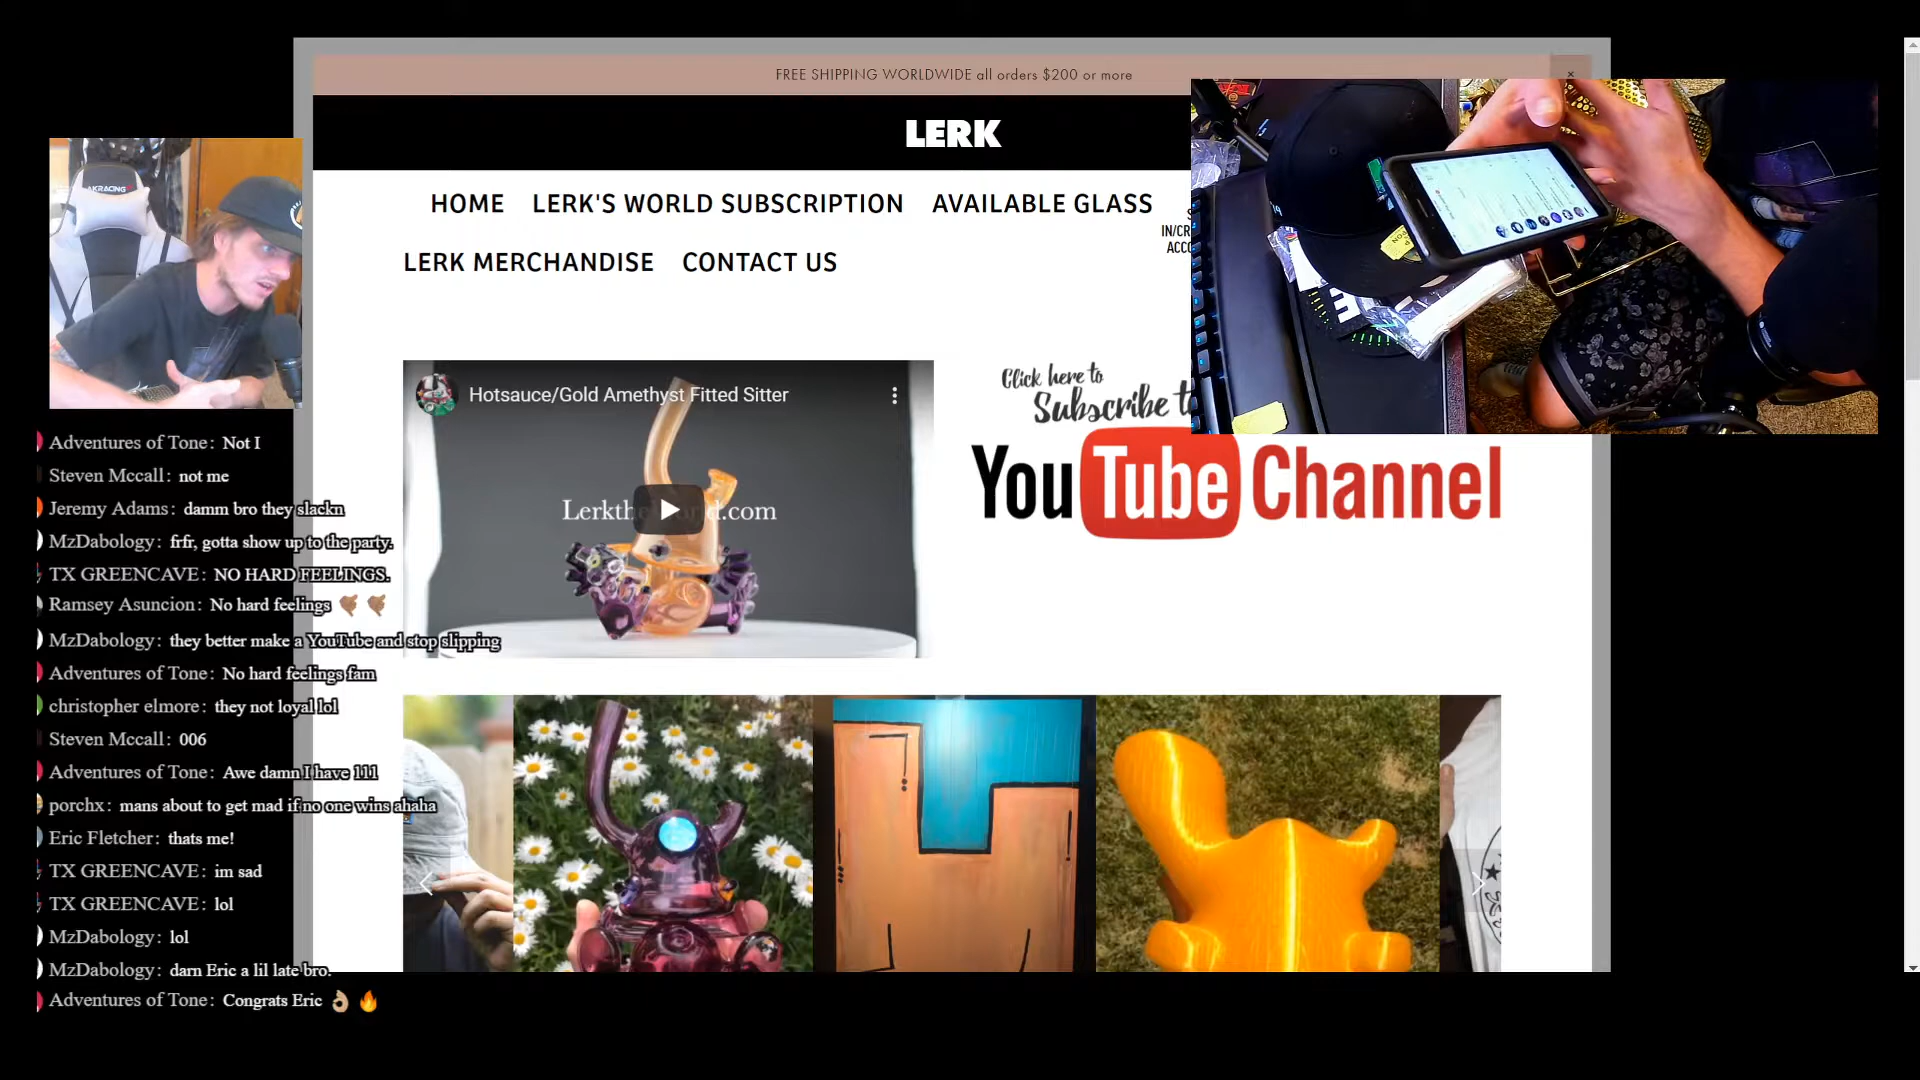 FREE SHIPPING WORLDWIDE all orders $200 or more
×
LERK
HOME LERK'S WORLD SUBSCRIPTION AVAILABLE GLASS
IN/CR
ACCO
LERK MERCHANDISE CONTACT US
AKRACING
Hotsauce/Gold Amethyst Fitted Sitter
Click here to
Subscribe t
YouTube Channel
Adventures of Tone: Not I
Steven Mccall: not me
Jeremy Adams: damm bro they slackn
MzDabology: frfr, gotta show up to the party.
TX GREENCAVE: NO HARD FEELINGS.
Ramsey Asuncion: No hard feelings 🤙🏽 🤙🏽
MzDabology: they better make a YouTube and stop slipping
Adventures of Tone: No hard feelings fam
christopher elmore: they not loyal lol
Steven Mccall: 006
Adventures of Tone: Awe damn I have 111
porchx: mans about to get mad if no one wins ahaha
Eric Fletcher: thats me!
TX GREENCAVE: im sad
TX GREENCAVE: lol
MzDabology: lol
MzDabology: darn Eric a lil late bro.
Adventures of Tone: Congrats Eric 👌🏼 🔥